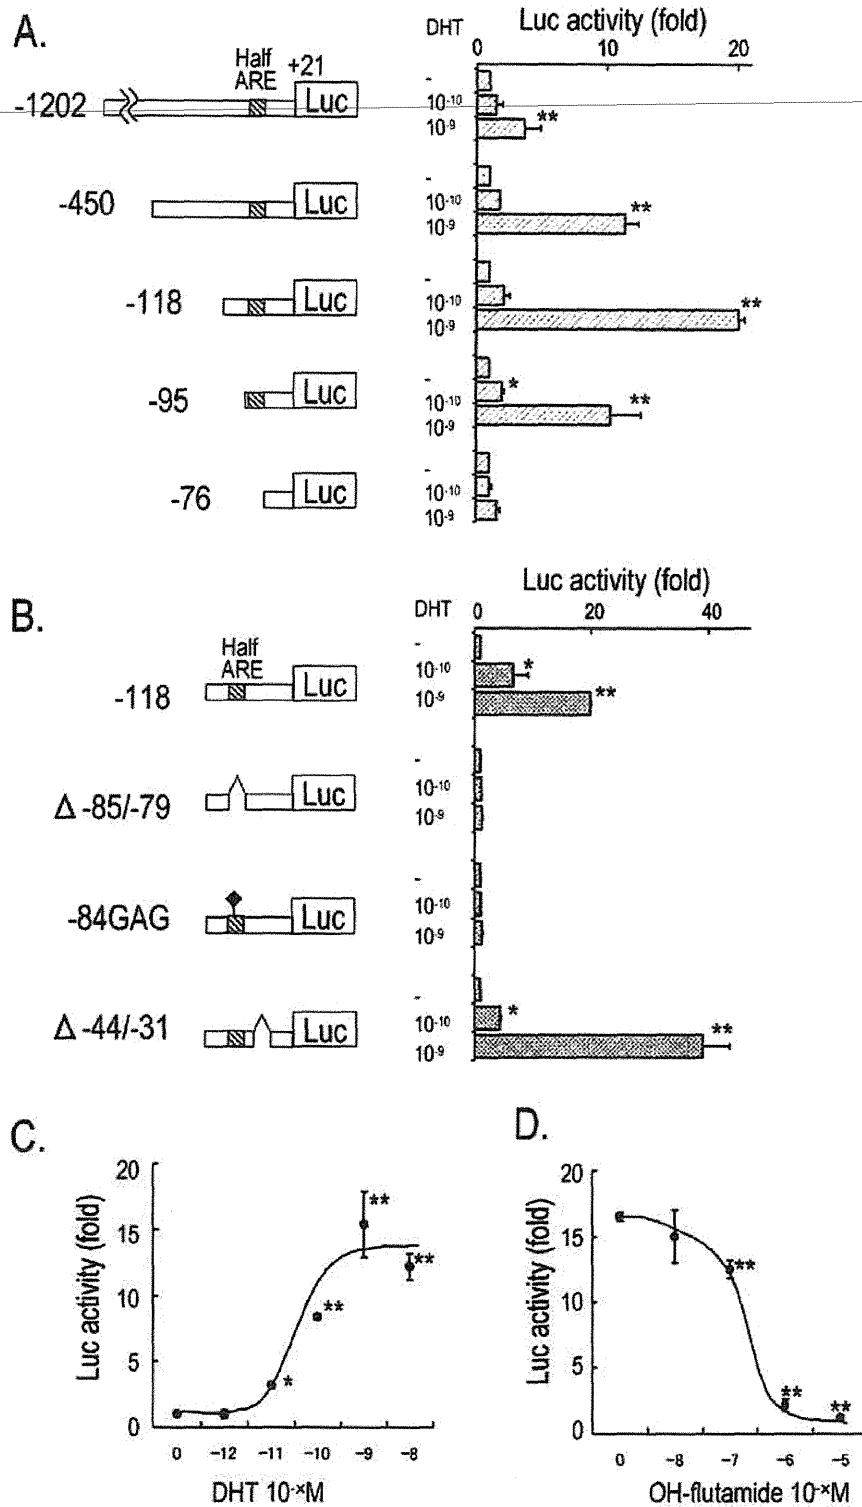 A.
DHT
Luc activity (fold)
0 10 20
Half
ARE
+21
-1202
Luc
-
10-10
10-9
**
-450
Luc
-
10-10
10-9
**
-118
Luc
-
10-10
10-9
**
-95
Luc
-
10-10
10-9
*
**
-76
Luc
-
10-10
10-9
B.
DHT
Luc activity (fold)
0 20 40
Half
ARE
-118
Luc
-
10-10
10-9
*
**
Δ -85/-79
Luc
-
10-10
10-9
-84GAG
Luc
-
10-10
10-9
Δ -44/-31
Luc
-
10-10
10-9
*
**
C.
Luc activity (fold)
20
15
10
5
0
*
**
**
**
0 -12 -11 -10 -9 -8
DHT 10-xM
D.
Luc activity (fold)
20
15
10
5
0
**
**
**
0 -8 -7 -6 -5
OH-flutamide 10-xM